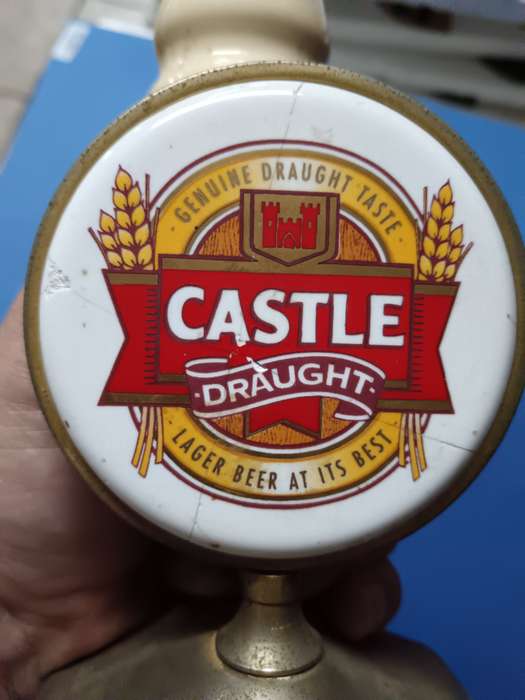 GENUINE DRAUGHT TASTE
CASTLE
·DRAUGHT·
LAGER BEER AT ITS BEST